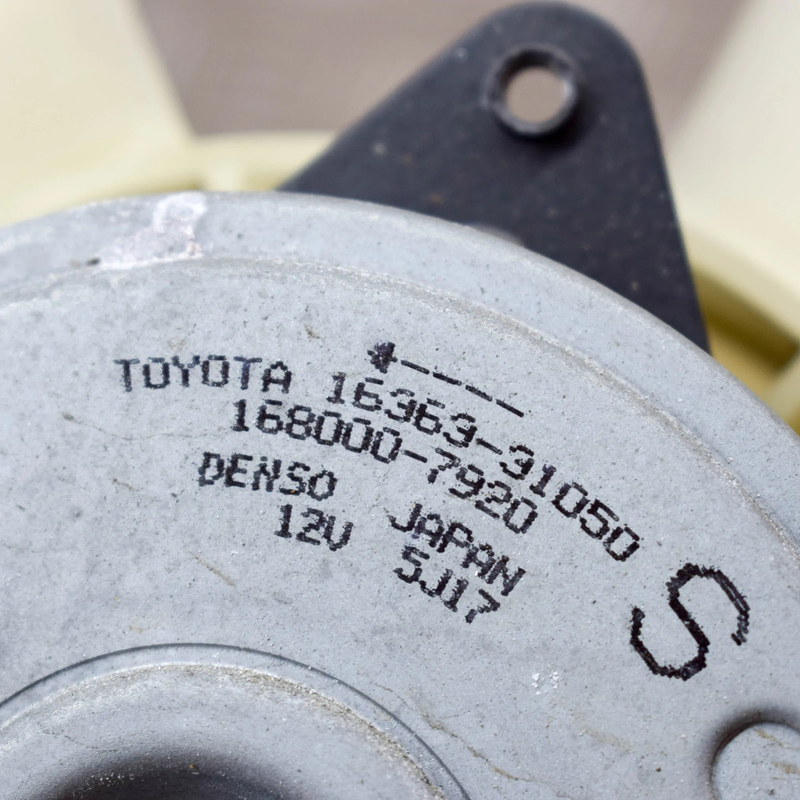 TOYOTA 16363-31050
168000-7920
DENSO JAPAN
12V 5J17
S